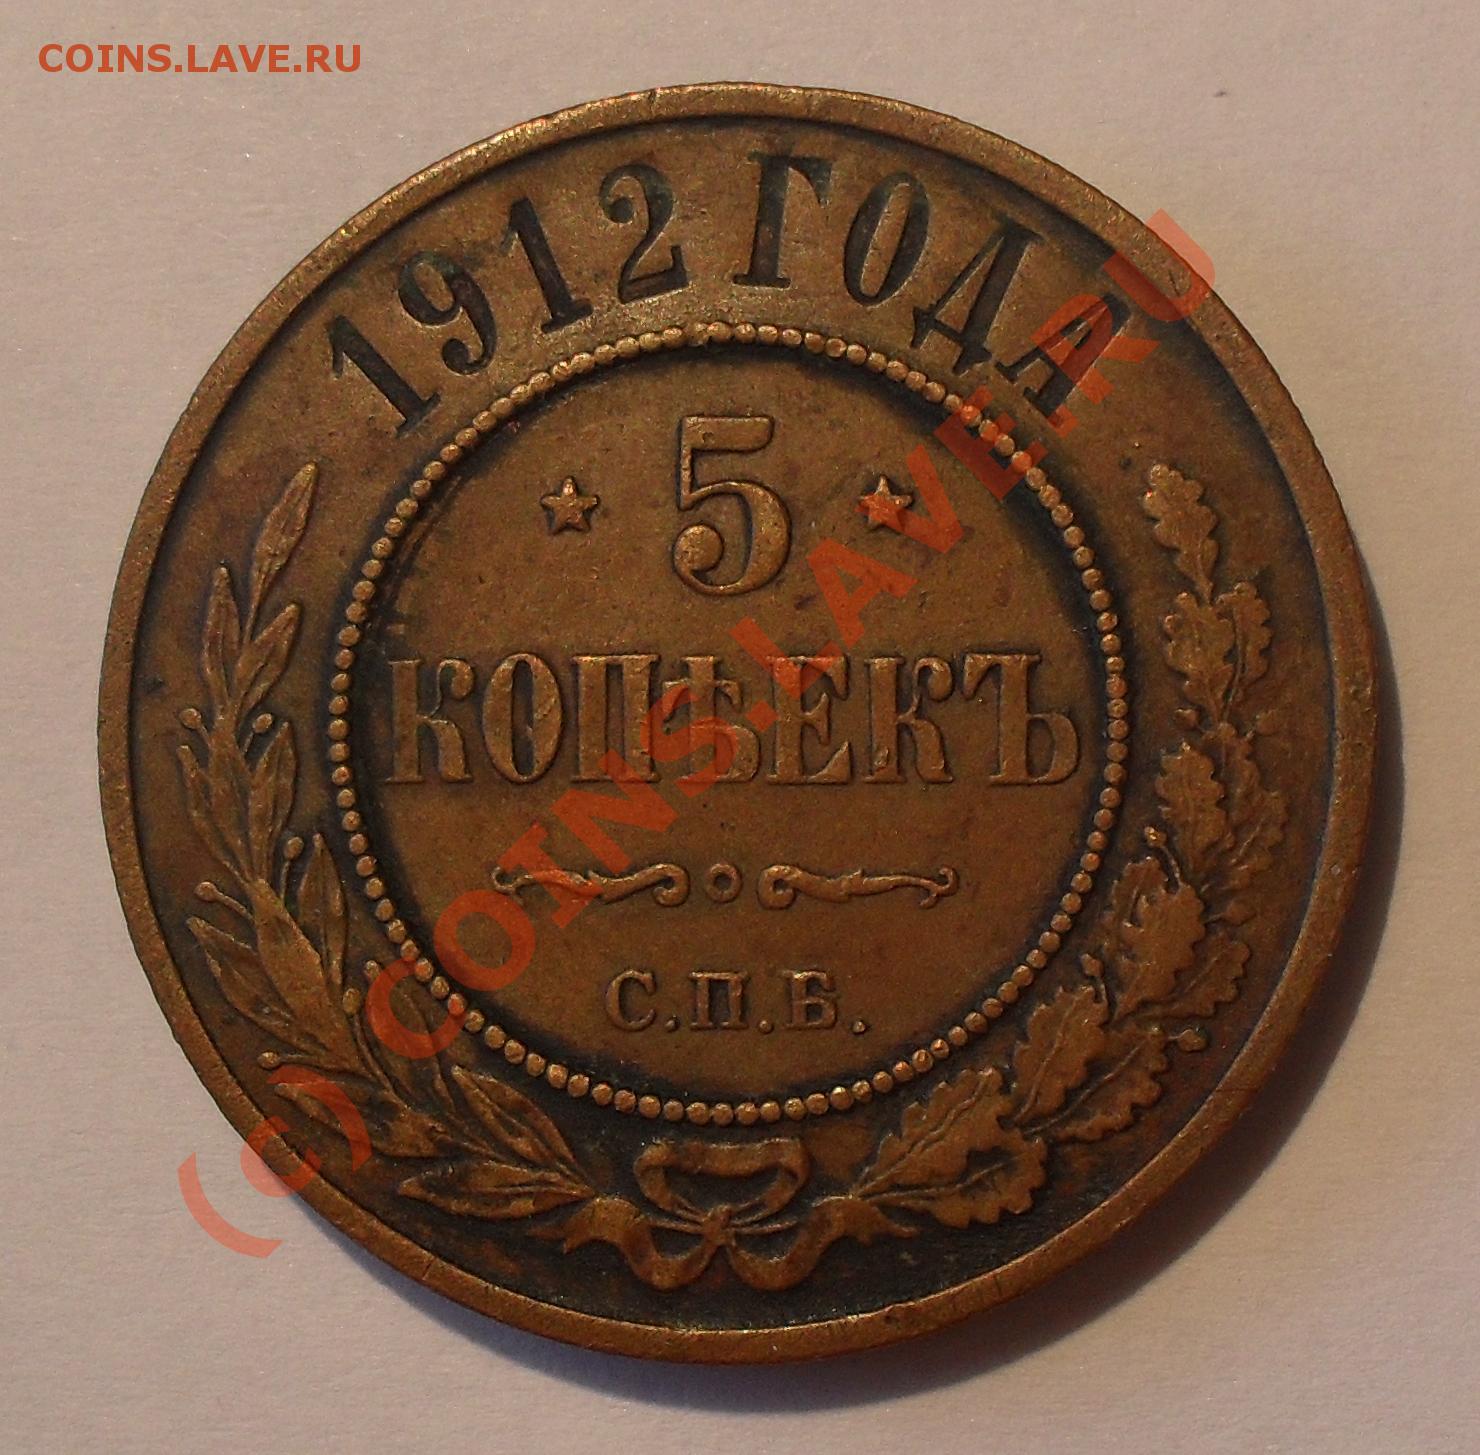 COINS.LAVE.RU
1912 ГОДА
5
КОПѢЕКЪ
С.П.Б.
(c) COINS.LAVE.RU